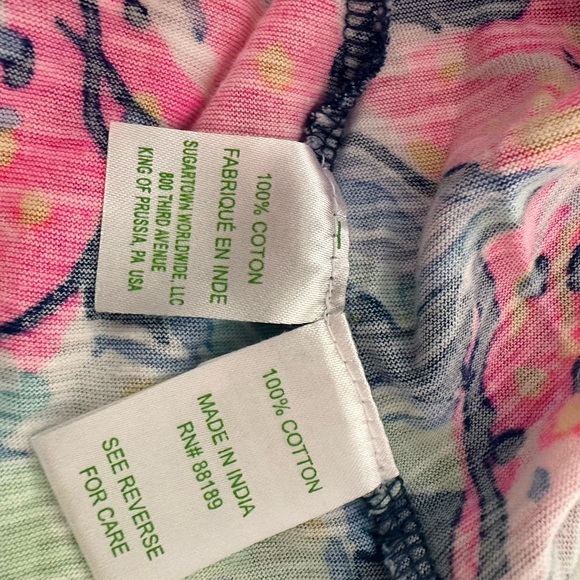 100% COTON
FABRIQUÉ EN INDE
SUGARTOWN WORLDWIDE, LLC
800 THIRD AVENUE
KING OF PRUSSIA, PA USA
100% COTTON
MADE IN INDIA
RN# 88189
SEE REVERSE
FOR CARE